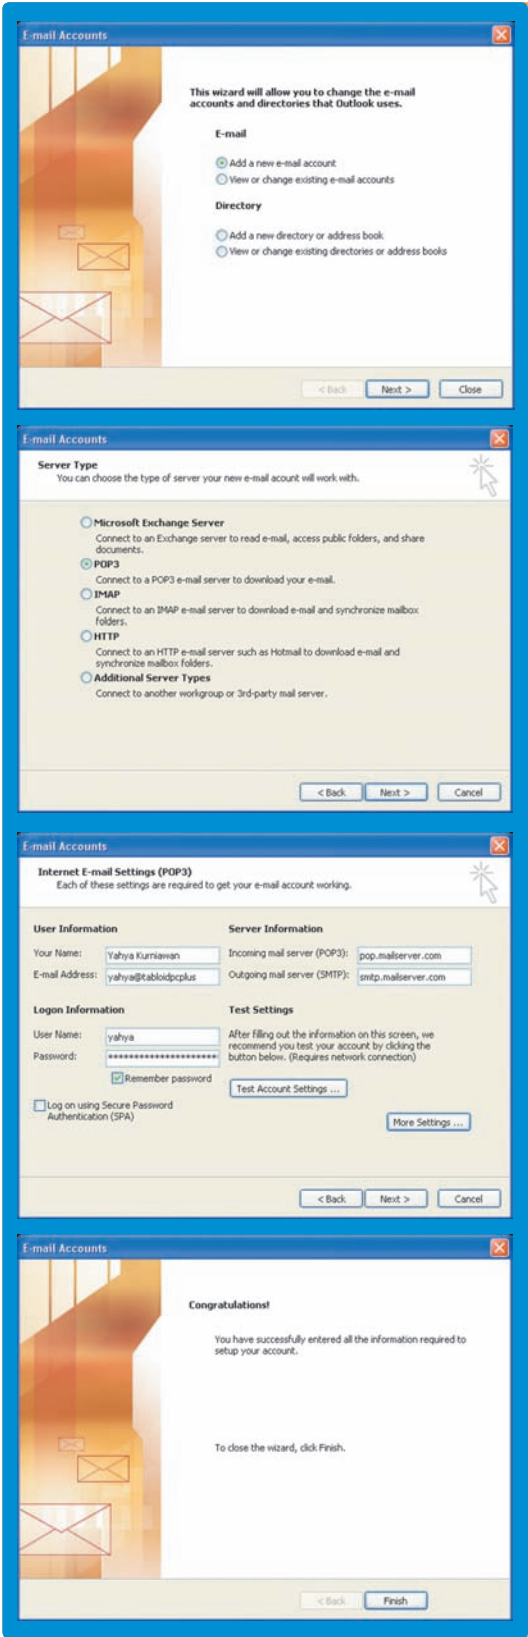 E-mail Accounts
This wizard will allow you to change the e-mail
accounts and directories that Outlook uses.
E-mail
Add a new e-mail account
View or change existing e-mail accounts
Directory
Add a new directory or address book
View or change existing directories or address books
< Back
Next >
Close
E-mail Accounts
Server Type
You can choose the type of server your new e-mail acount will work with.
Microsoft Exchange Server
Connect to an Exchange server to read e-mail, access public folders, and share
documents.
POP3
Connect to a POP3 e-mail server to download your e-mail.
IMAP
Connect to an IMAP e-mail server to download e-mail and synchronize mailbox
folders.
HTTP
Connect to an HTTP e-mail server such as Hotmail to download e-mail and
synchronize mailbox folders.
Additional Server Types
Connect to another workgroup or 3rd-party mail server.
< Back
Next >
Cancel
E-mail Accounts
Internet E-mail Settings (POP3)
Each of these settings are required to get your e-mail account working.
User Information
Your Name: Yahya Kurniawan
E-mail Address: yahya@tabloidpcplus
Server Information
Incoming mail server (POP3): pop.mailserver.com
Outgoing mail server (SMTP): smtp.mailserver.com
Logon Information
User Name: yahya
Password: **********************
Remember password
Log on using Secure Password
Authentication (SPA)
Test Settings
After filling out the information on this screen, we
recommend you test your account by clicking the
button below. (Requires network connection)
Test Account Settings ...
More Settings ...
< Back
Next >
Cancel
E-mail Accounts
Congratulations!
You have successfully entered all the information required to
setup your account.
To close the wizard, click Finish.
< Back
Finish